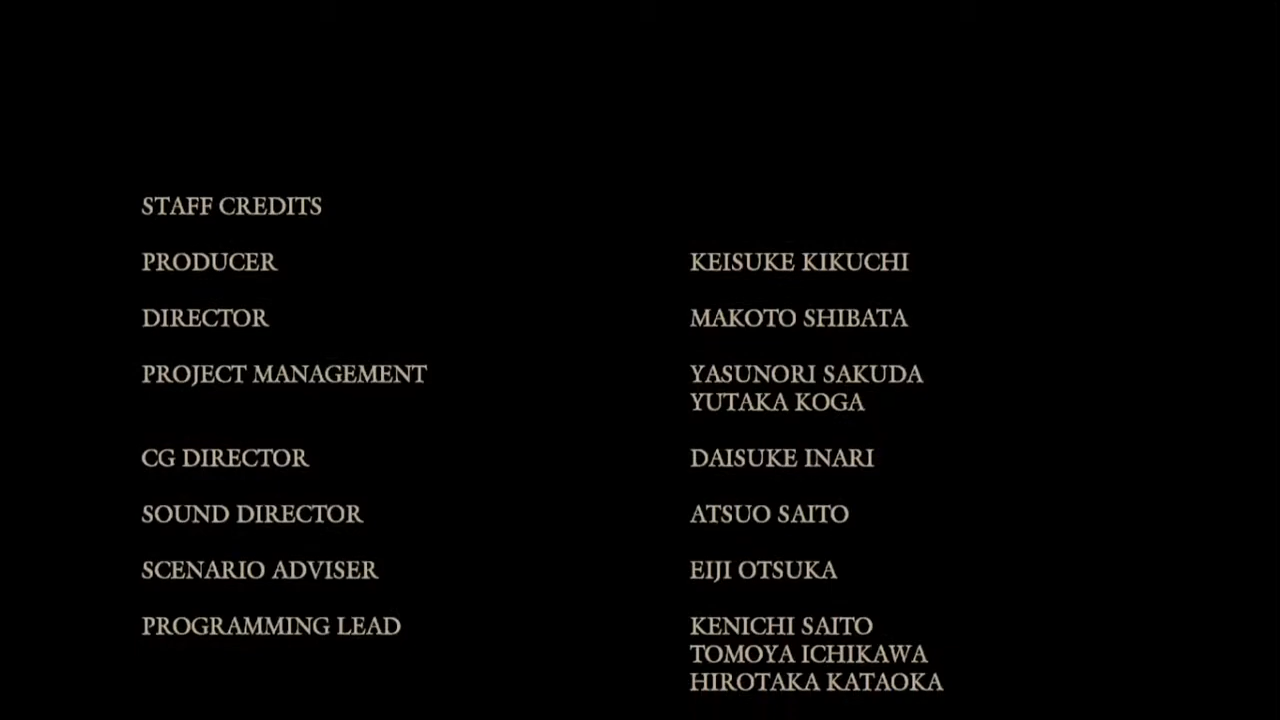 STAFF CREDITS
PRODUCER KEISUKE KIKUCHI
DIRECTOR MAKOTO SHIBATA
PROJECT MANAGEMENT YASUNORI SAKUDA
YUTAKA KOGA
CG DIRECTOR DAISUKE INARI
SOUND DIRECTOR ATSUO SAITO
SCENARIO ADVISER EIJI OTSUKA
PROGRAMMING LEAD KENICHI SAITO
TOMOYA ICHIKAWA
HIROTAKA KATAOKA